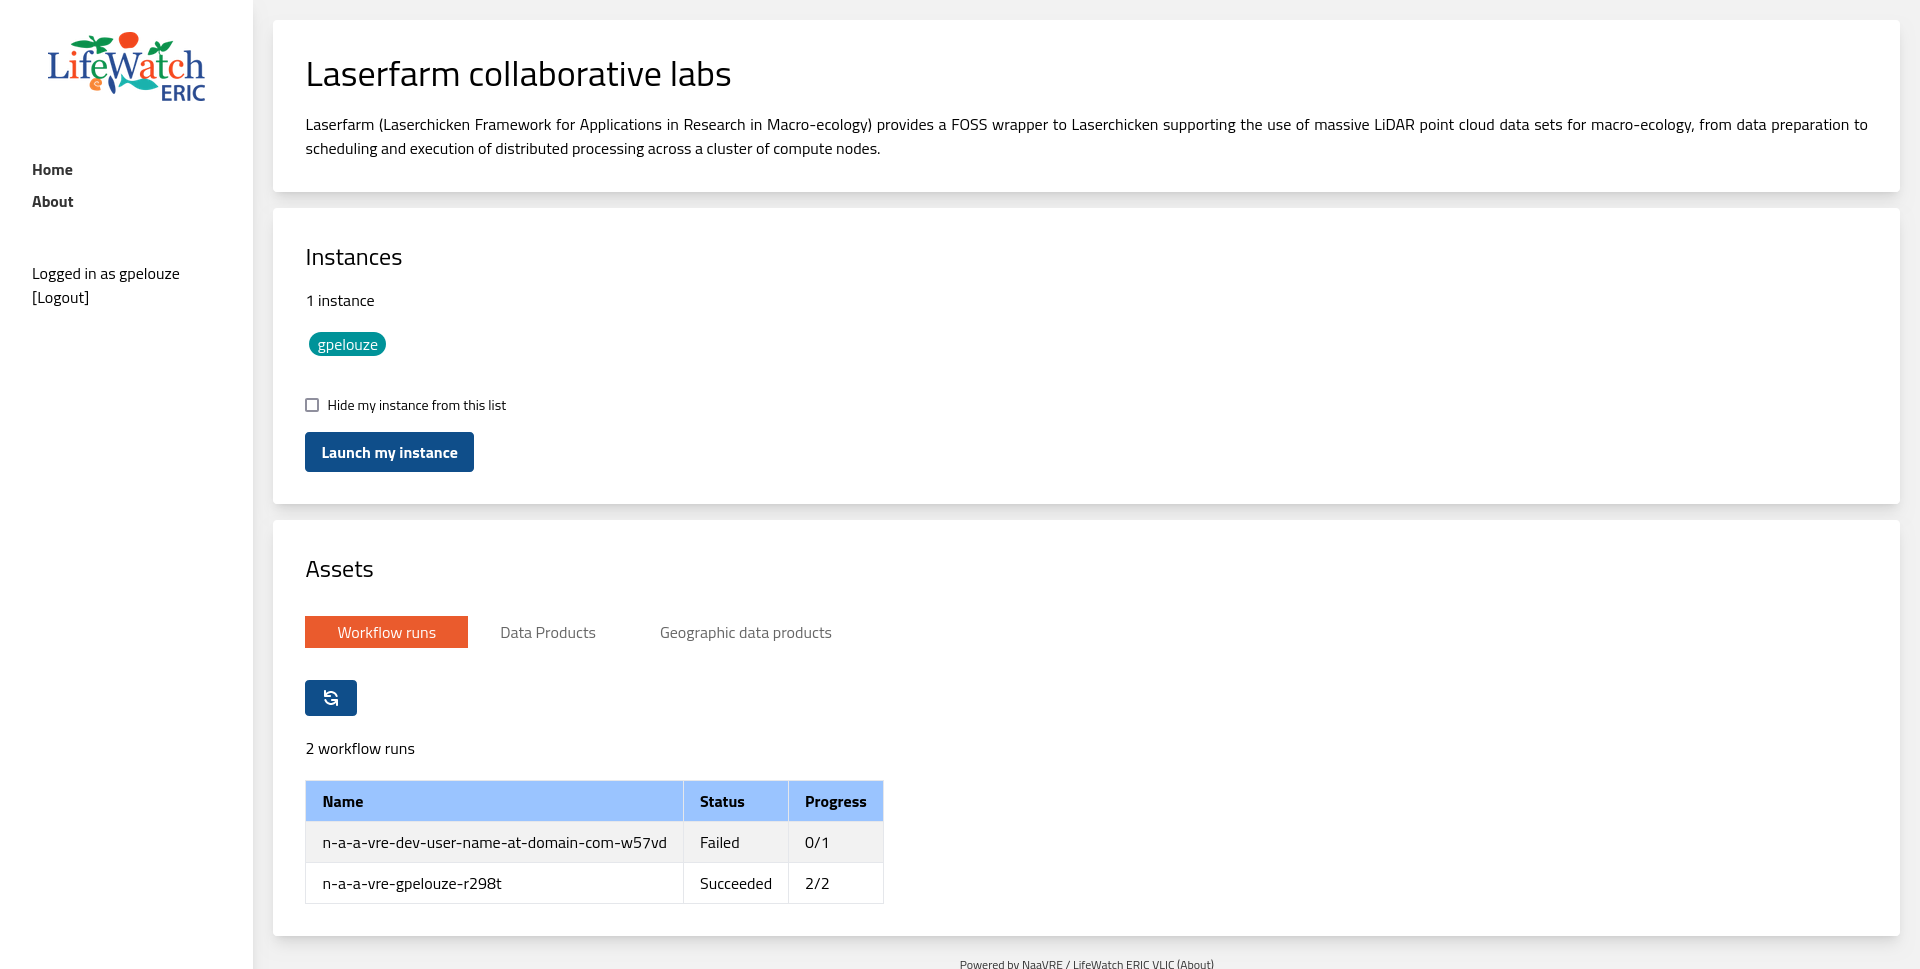 LifeWatch
ERIC
Home
About
Logged in as gpelouze
[Logout]
Laserfarm collaborative labs
Laserfarm (Laserchicken Framework for Applications in Research in Macro-ecology) provides a FOSS wrapper to Laserchicken supporting the use of massive LiDAR point cloud data sets for macro-ecology, from data preparation to
scheduling and execution of distributed processing across a cluster of compute nodes.
Instances
1 instance
gpelouze
Hide my instance from this list
Launch my instance
Assets
Workflow runs Data Products Geographic data products
2 workflow runs
Name Status Progress
n-a-a-vre-dev-user-name-at-domain-com-w57vd Failed 0/1
n-a-a-vre-gpelouze-r298t Succeeded 2/2
Powered by NaaVRE / LifeWatch ERIC VLIC (About)